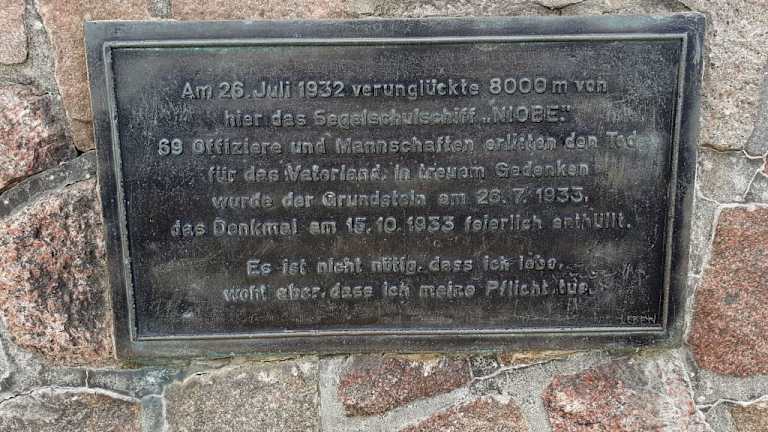 Am 26. Juli 1932 verunglückte 8000 m von
hier das Segelschulschiff „NIOBE."
69 Offiziere und Mannschaften erlitten den Tod
für das Vaterland, in treuem Gedenken
wurde der Grundstein am 26.7.1933,
das Denkmal am 15.10.1933 feierlich enthüllt.
Es ist nicht nötig, dass ich lebe,
wohl aber, dass ich meine Pflicht tue.